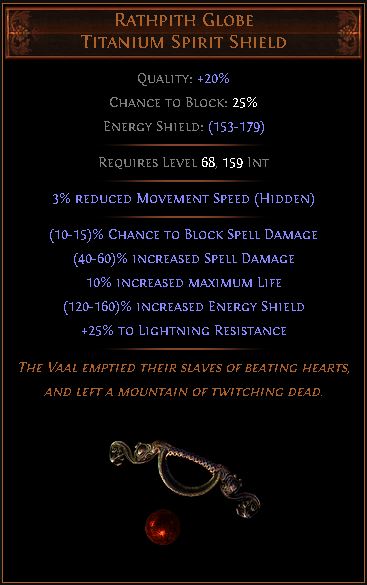 Rathpith Globe
Titanium Spirit Shield
Quality: +20%
Chance to Block: 25%
Energy Shield: (153-179)
Requires Level 68, 159 Int
3% reduced Movement Speed (Hidden)
(10-15)% Chance to Block Spell Damage
(40-60)% increased Spell Damage
10% increased maximum Life
(120-160)% increased Energy Shield
+25% to Lightning Resistance
The Vaal emptied their slaves of beating hearts,
and left a mountain of twitching dead.